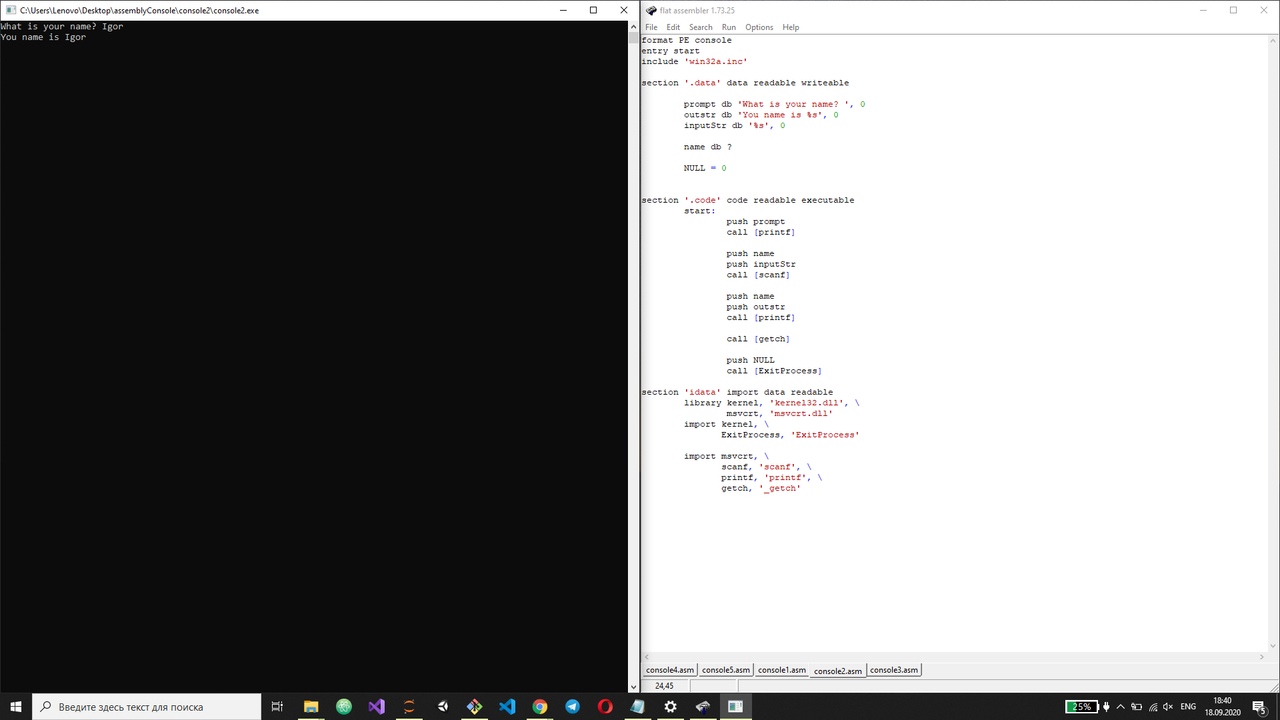 C:\Users\Lenovo\Desktop\assemblyConsole\console2\console2.exe
What is your name? Igor
You name is Igor
flat assembler 1.73.25
File Edit Search Run Options Help
format PE console
entry start
include 'win32a.inc'
section '.data' data readable writeable
prompt db 'What is your name? ', 0
outstr db 'You name is %s', 0
inputStr db '%s', 0
name db ?
NULL = 0
section '.code' code readable executable
start:
push prompt
call [printf]
push name
push inputStr
call [scanf]
push name
push outstr
call [printf]
call [getch]
push NULL
call [ExitProcess]
section 'idata' import data readable
library kernel, 'kernel32.dll', \
msvcrt, 'msvcrt.dll'
import kernel, \
ExitProcess, 'ExitProcess'
import msvcrt, \
scanf, 'scanf', \
printf, 'printf', \
getch, '_getch'
console4.asm console5.asm console1.asm console2.asm console3.asm
24,45
Введите здесь текст для поиска
25%
ENG
18:40
18.09.2020
5